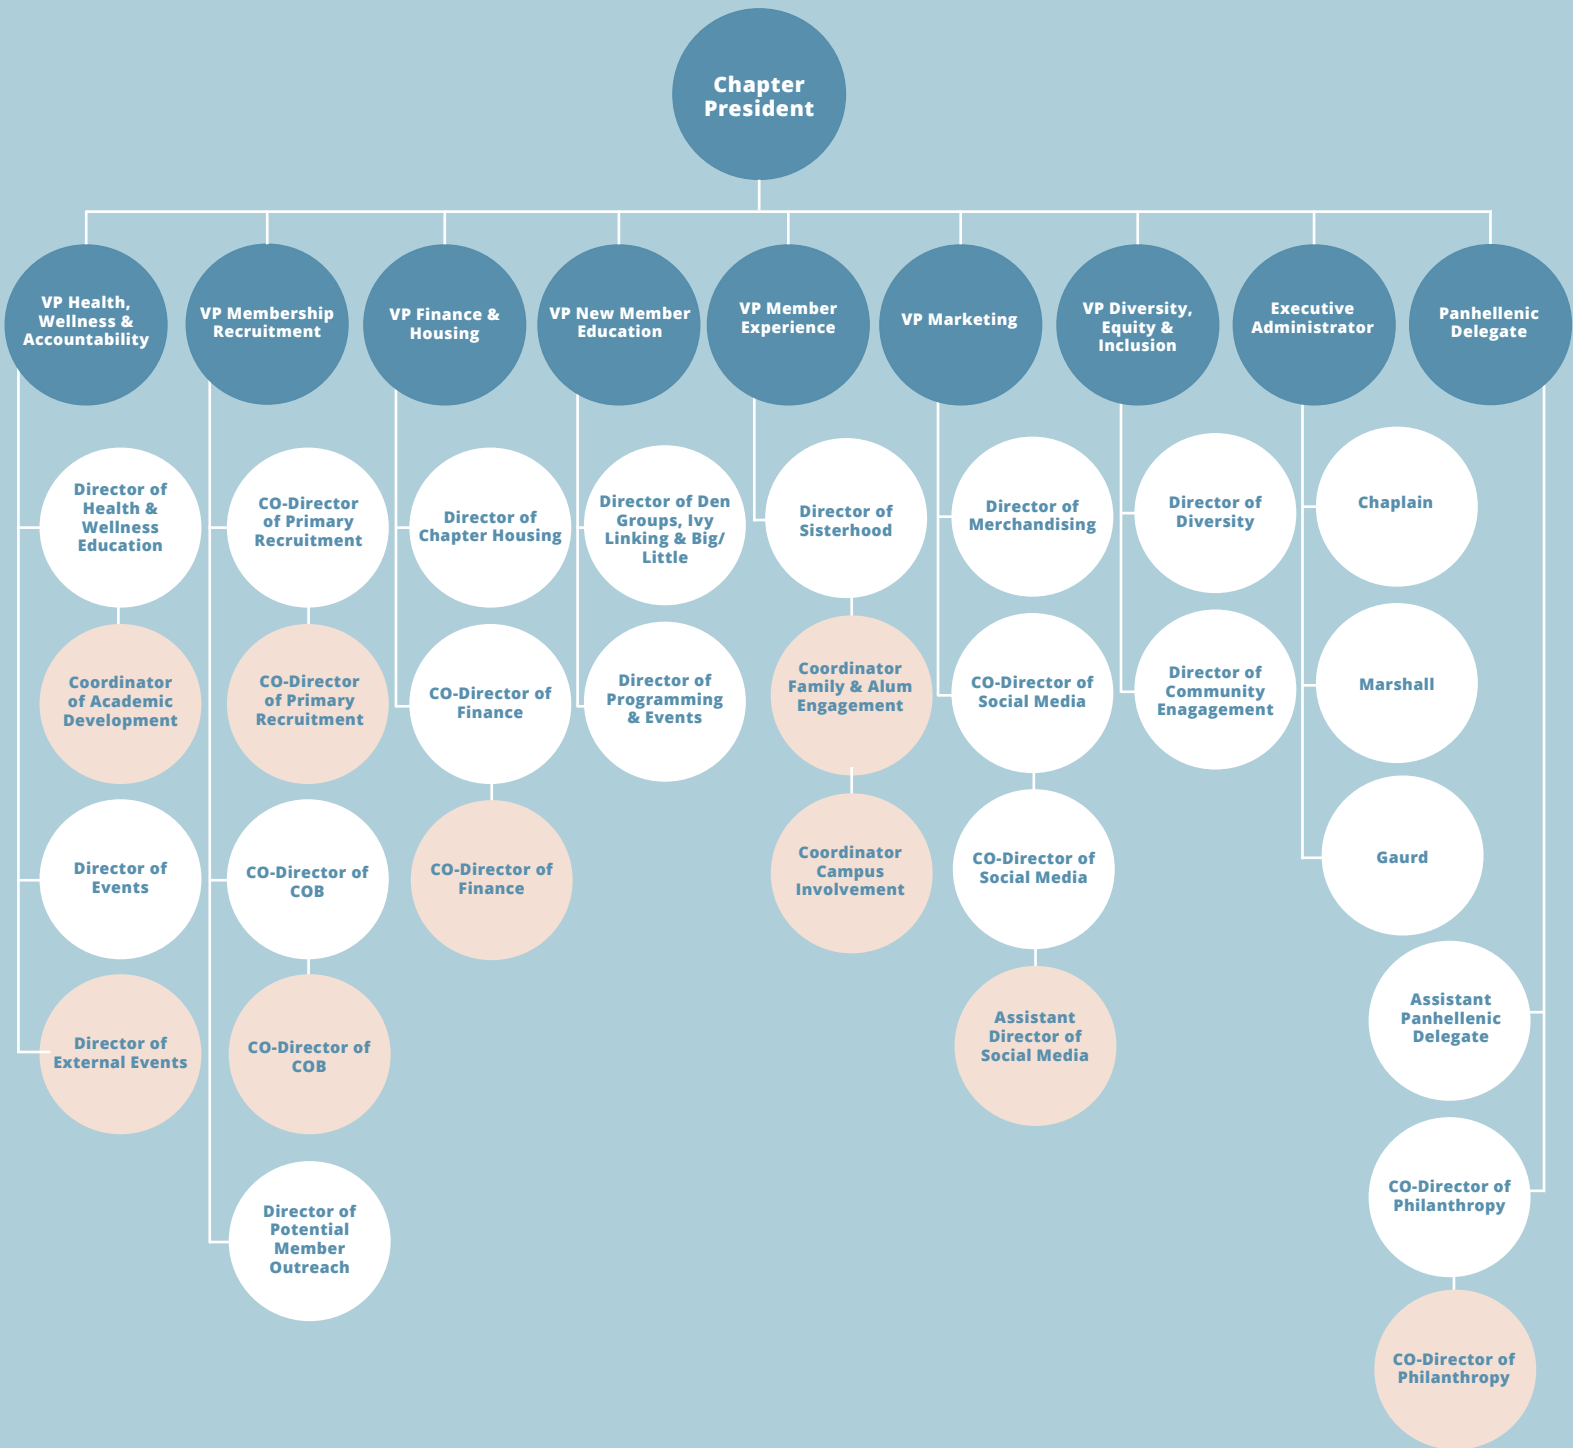 Chapter
President
VP Health,
Wellness &
Accountability
VP Membership
Recruitment
VP Finance &
Housing
VP New Member
Education
VP Member
Experience
VP Marketing
VP Diversity,
Equity &
Inclusion
Executive
Administrator
Panhellenic
Delegate
Director of
Health &
Wellness
Education
Coordinator
of Academic
Development
Director of
Events
Director of
External Events
CO-Director
of Primary
Recruitment
CO-Director
of Primary
Recruitment
CO-Director of
COB
CO-Director of
COB
Director of
Potential
Member
Outreach
Director of
Chapter Housing
CO-Director of
Finance
CO-Director of
Finance
Director of Den
Groups, Ivy
Linking & Big/
Little
Director of
Programming
& Events
Director of
Sisterhood
Coordinator
Family & Alum
Engagement
Coordinator
Campus
Involvement
Director of
Merchandising
CO-Director of
Social Media
CO-Director of
Social Media
Assistant
Director of
Social Media
Director of
Diversity
Director of
Community
Enagagement
Chaplain
Marshall
Gaurd
Assistant
Panhellenic
Delegate
CO-Director of
Philanthropy
CO-Director of
Philanthropy